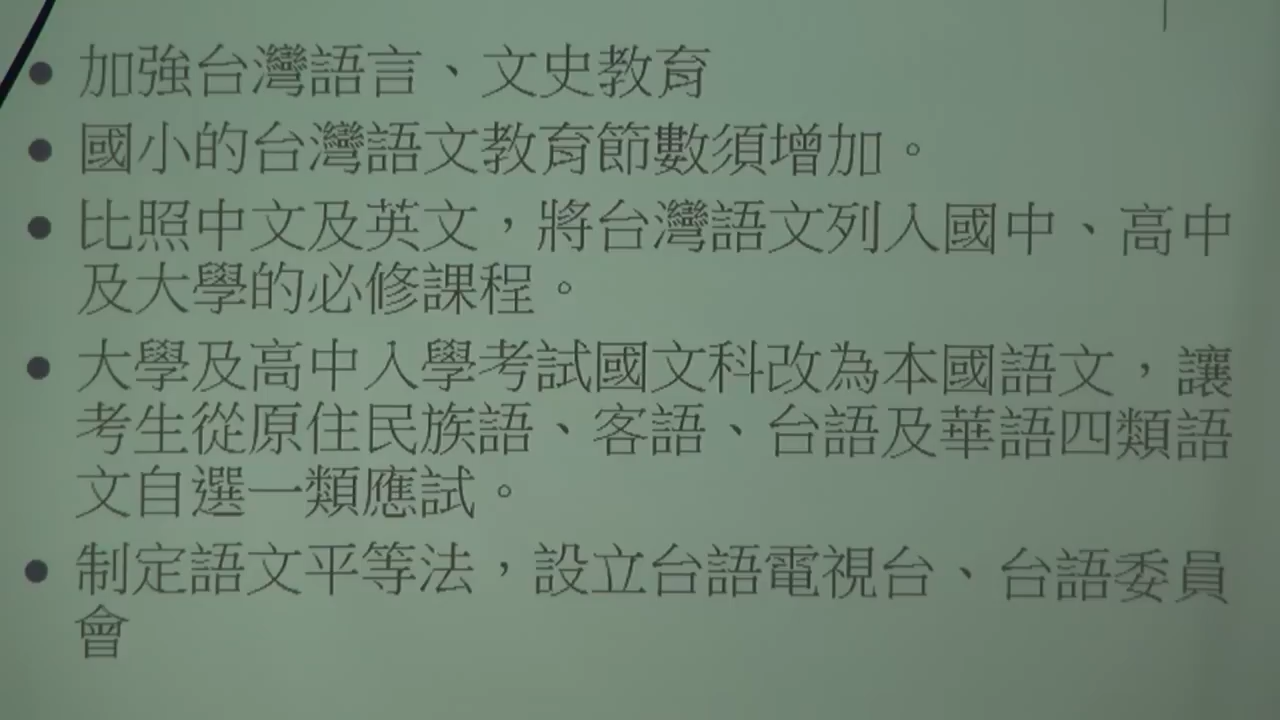 • 加強台灣語言、文史教育
• 國小的台灣語文教育節數須增加。
• 比照中文及英文，將台灣語文列入國中、高中
及大學的必修課程。
• 大學及高中入學考試國文科改為本國語文，讓
考生從原住民族語、客語、台語及華語四類語
文自選一類應試。
• 制定語文平等法，設立台語電視台、台語委員
會